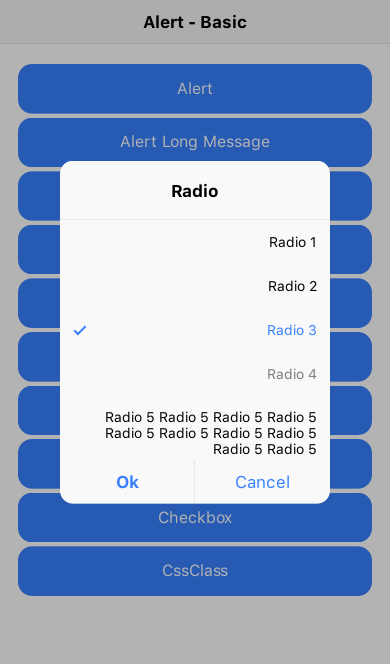 Alert - Basic
Alert
Alert Long Message
Radio
Radio 1
Radio 2
Radio 3
Radio 4
Radio 5 Radio 5 Radio 5 Radio 5
Radio 5 Radio 5 Radio 5 Radio 5
Radio 5 Radio 5
Ok
Cancel
Checkbox
CssClass